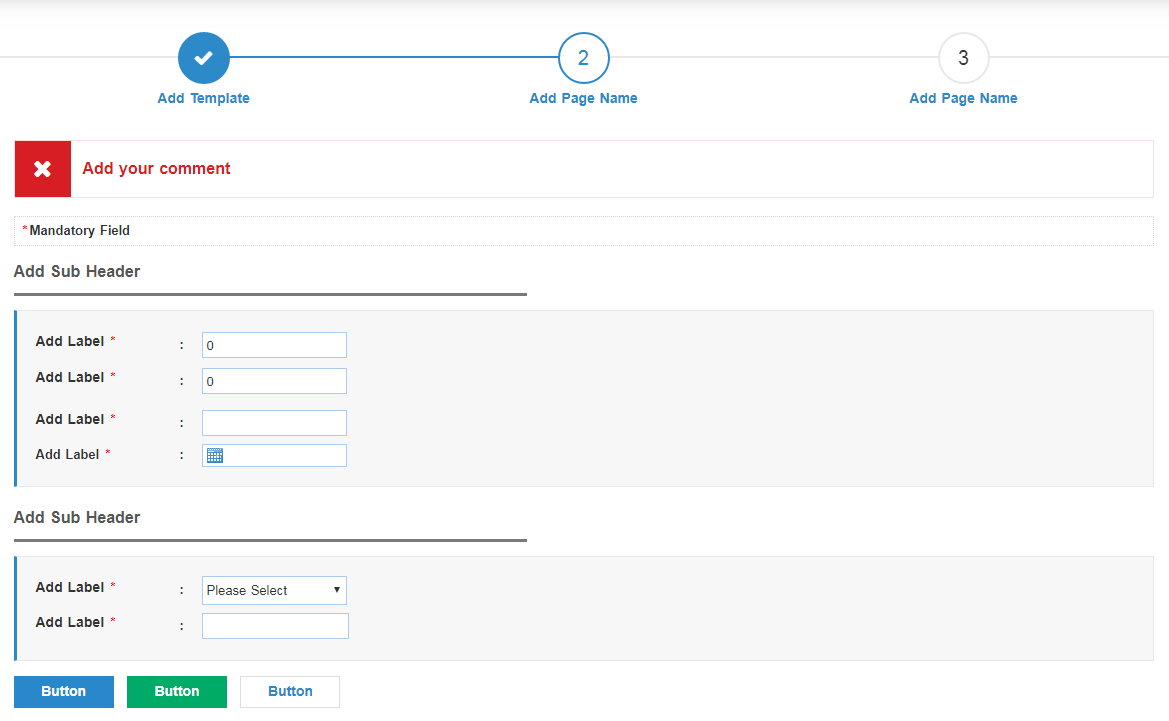 2 3
Add Template Add Page Name Add Page Name
Add your comment
*Mandatory Field
Add Sub Header
Add Label * : 0
Add Label * : 0
Add Label * :
Add Label * :
Add Sub Header
Add Label * : Please Select
Add Label * :
Button Button Button